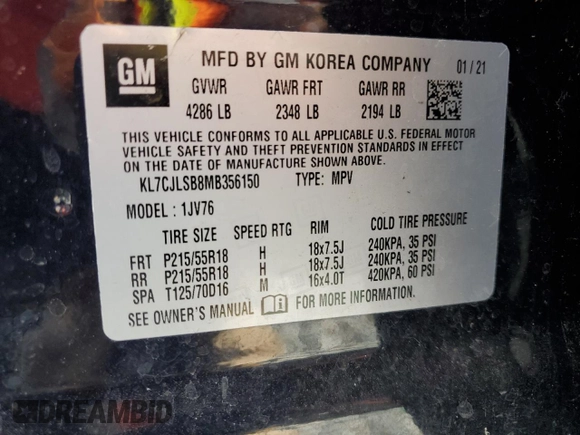 GM
MFD BY GM KOREA COMPANY 01/21
GVWR GAWR FRT GAWR RR
4286 LB 2348 LB 2194 LB
THIS VEHICLE CONFORMS TO ALL APPLICABLE U.S. FEDERAL MOTOR
VEHICLE SAFETY AND THEFT PREVENTION STANDARDS IN EFFECT
ON THE DATE OF MANUFACTURE SHOWN ABOVE.
KL7CJLSB8MB356150 TYPE: MPV
MODEL: 1JV76
TIRE SIZE SPEED RTG RIM COLD TIRE PRESSURE
FRT P215/55R18 H 18x7.5J 240KPA, 35 PSI
RR P215/55R18 H 18x7.5J 240KPA, 35 PSI
SPA T125/70D16 M 16x4.0T 420KPA, 60 PSI
SEE OWNER'S MANUAL FOR MORE INFORMATION.
DREAMBID